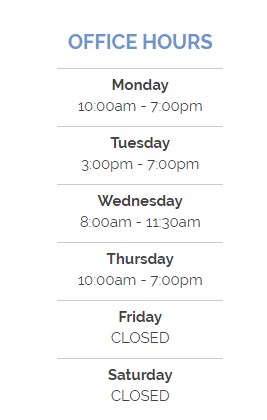 OFFICE HOURS
Monday
10:00am - 7:00pm
Tuesday
3:00pm - 7:00pm
Wednesday
8:00am - 11:30am
Thursday
10:00am - 7:00pm
Friday
CLOSED
Saturday
CLOSED